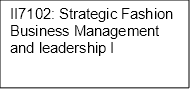 II7102: Strategic Fashion
Business Management
and leadership I